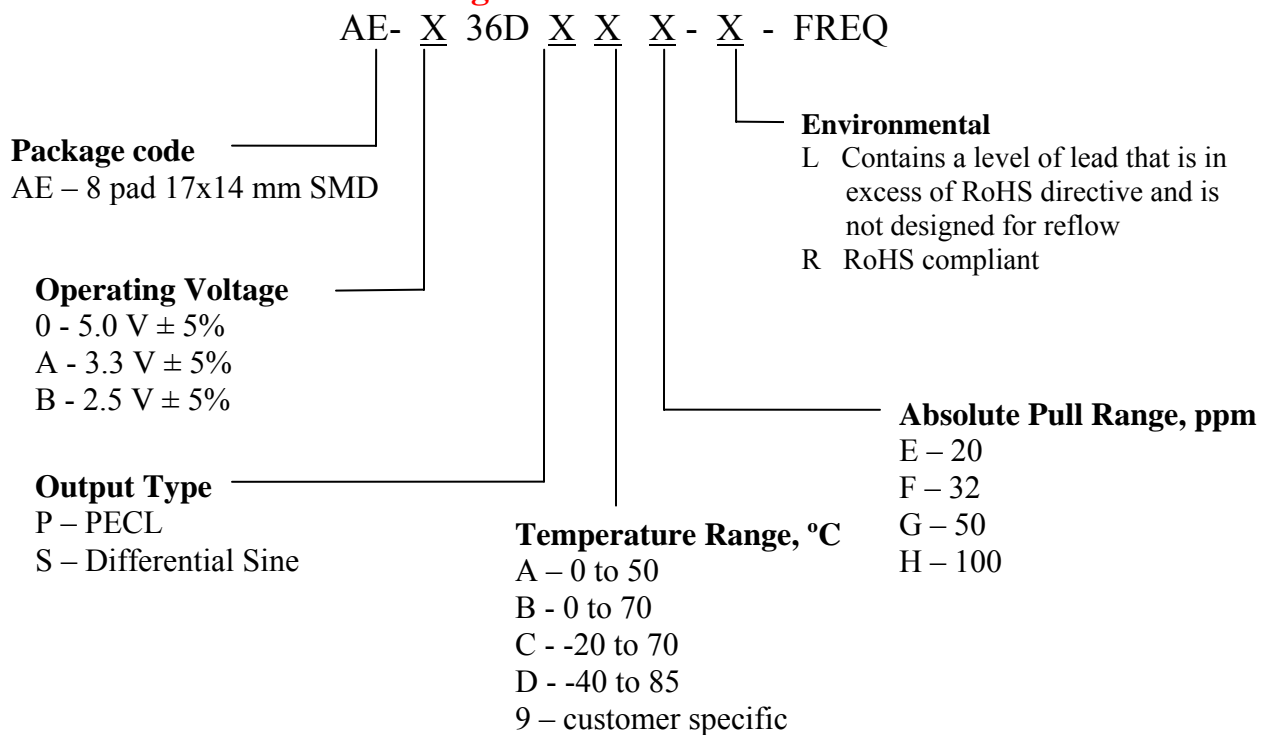 AE- X 36D X X X - X - FREQ
Package code
AE – 8 pad 17x14 mm SMD
Operating Voltage
0 - 5.0 V ± 5%
A - 3.3 V ± 5%
B - 2.5 V ± 5%
Output Type
P – PECL
S – Differential Sine
Temperature Range, ºC
A – 0 to 50
B - 0 to 70
C - -20 to 70
D - -40 to 85
9 – customer specific
Absolute Pull Range, ppm
E – 20
F – 32
G – 50
H – 100
Environmental
L Contains a level of lead that is in
excess of RoHS directive and is
not designed for reflow
R RoHS compliant